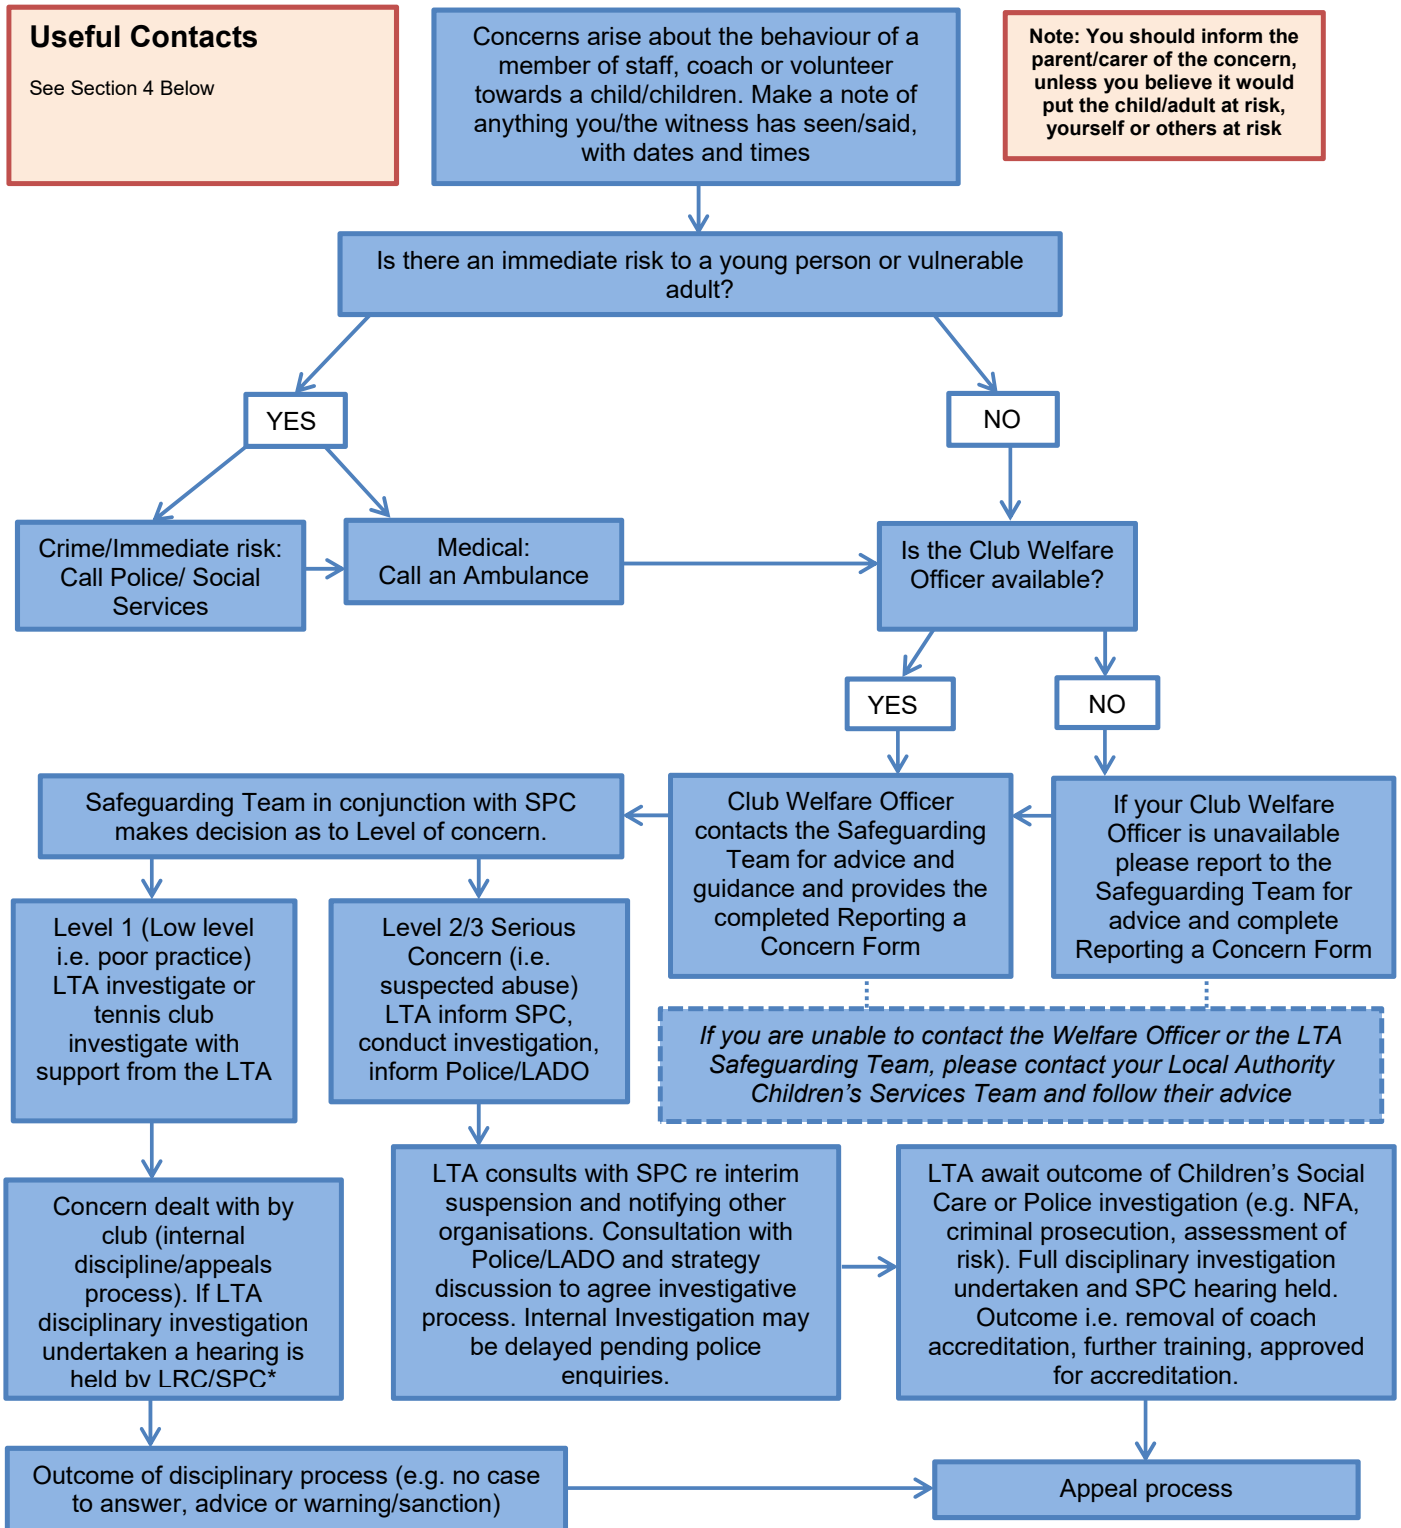 Useful Contacts
See Section 4 Below
Concerns arise about the behaviour of a
member of staff, coach or volunteer
towards a child/children. Make a note of
anything you/the witness has seen/said,
with dates and times
Note: You should inform the
parent/carer of the concern,
unless you believe it would
put the child/adult at risk,
yourself or others at risk
Is there an immediate risk to a young person or vulnerable
adult?
YES
NO
Crime/Immediate risk:
Call Police/ Social
Services
Medical:
Call an Ambulance
Is the Club Welfare
Officer available?
YES
NO
Safeguarding Team in conjunction with SPC
makes decision as to Level of concern.
Club Welfare Officer
contacts the Safeguarding
Team for advice and
guidance and provides the
completed Reporting a
Concern Form
If your Club Welfare
Officer is unavailable
please report to the
Safeguarding Team for
advice and complete
Reporting a Concern Form
Level 1 (Low level
i.e. poor practice)
LTA investigate or
tennis club
investigate with
support from the LTA
Level 2/3 Serious
Concern (i.e.
suspected abuse)
LTA inform SPC,
conduct investigation,
inform Police/LADO
If you are unable to contact the Welfare Officer or the LTA
Safeguarding Team, please contact your Local Authority
Children’s Services Team and follow their advice
Concern dealt with by
club (internal
discipline/appeals
process). If LTA
disciplinary investigation
undertaken a hearing is
held by LRC/SPC*
LTA consults with SPC re interim
suspension and notifying other
organisations. Consultation with
Police/LADO and strategy
discussion to agree investigative
process. Internal Investigation may
be delayed pending police
enquiries.
LTA await outcome of Children’s Social
Care or Police investigation (e.g. NFA,
criminal prosecution, assessment of
risk). Full disciplinary investigation
undertaken and SPC hearing held.
Outcome i.e. removal of coach
accreditation, further training, approved
for accreditation.
Outcome of disciplinary process (e.g. no case
to answer, advice or warning/sanction)
Appeal process